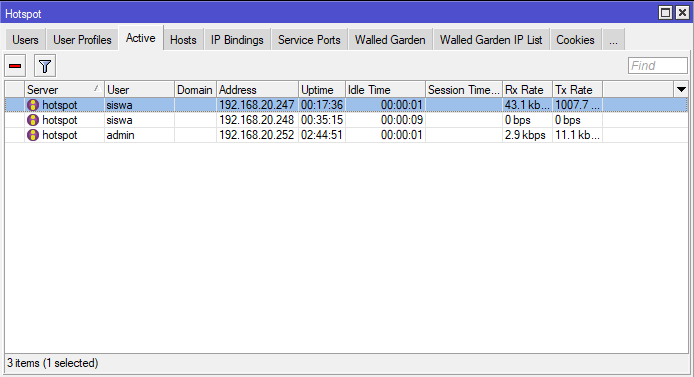 Hotspot
Users User Profiles Active Hosts IP Bindings Service Ports Walled Garden Walled Garden IP List Cookies ...
Find
Server / User Domain Address Uptime Idle Time Session Time... Rx Rate Tx Rate
hotspot siswa 192.168.20.247 00:17:36 00:00:01 43.1 kb... 1007.7 ...
hotspot siswa 192.168.20.248 00:35:15 00:00:09 0 bps 0 bps
hotspot admin 192.168.20.252 02:44:51 00:00:01 2.9 kbps 11.1 kb...
3 items (1 selected)